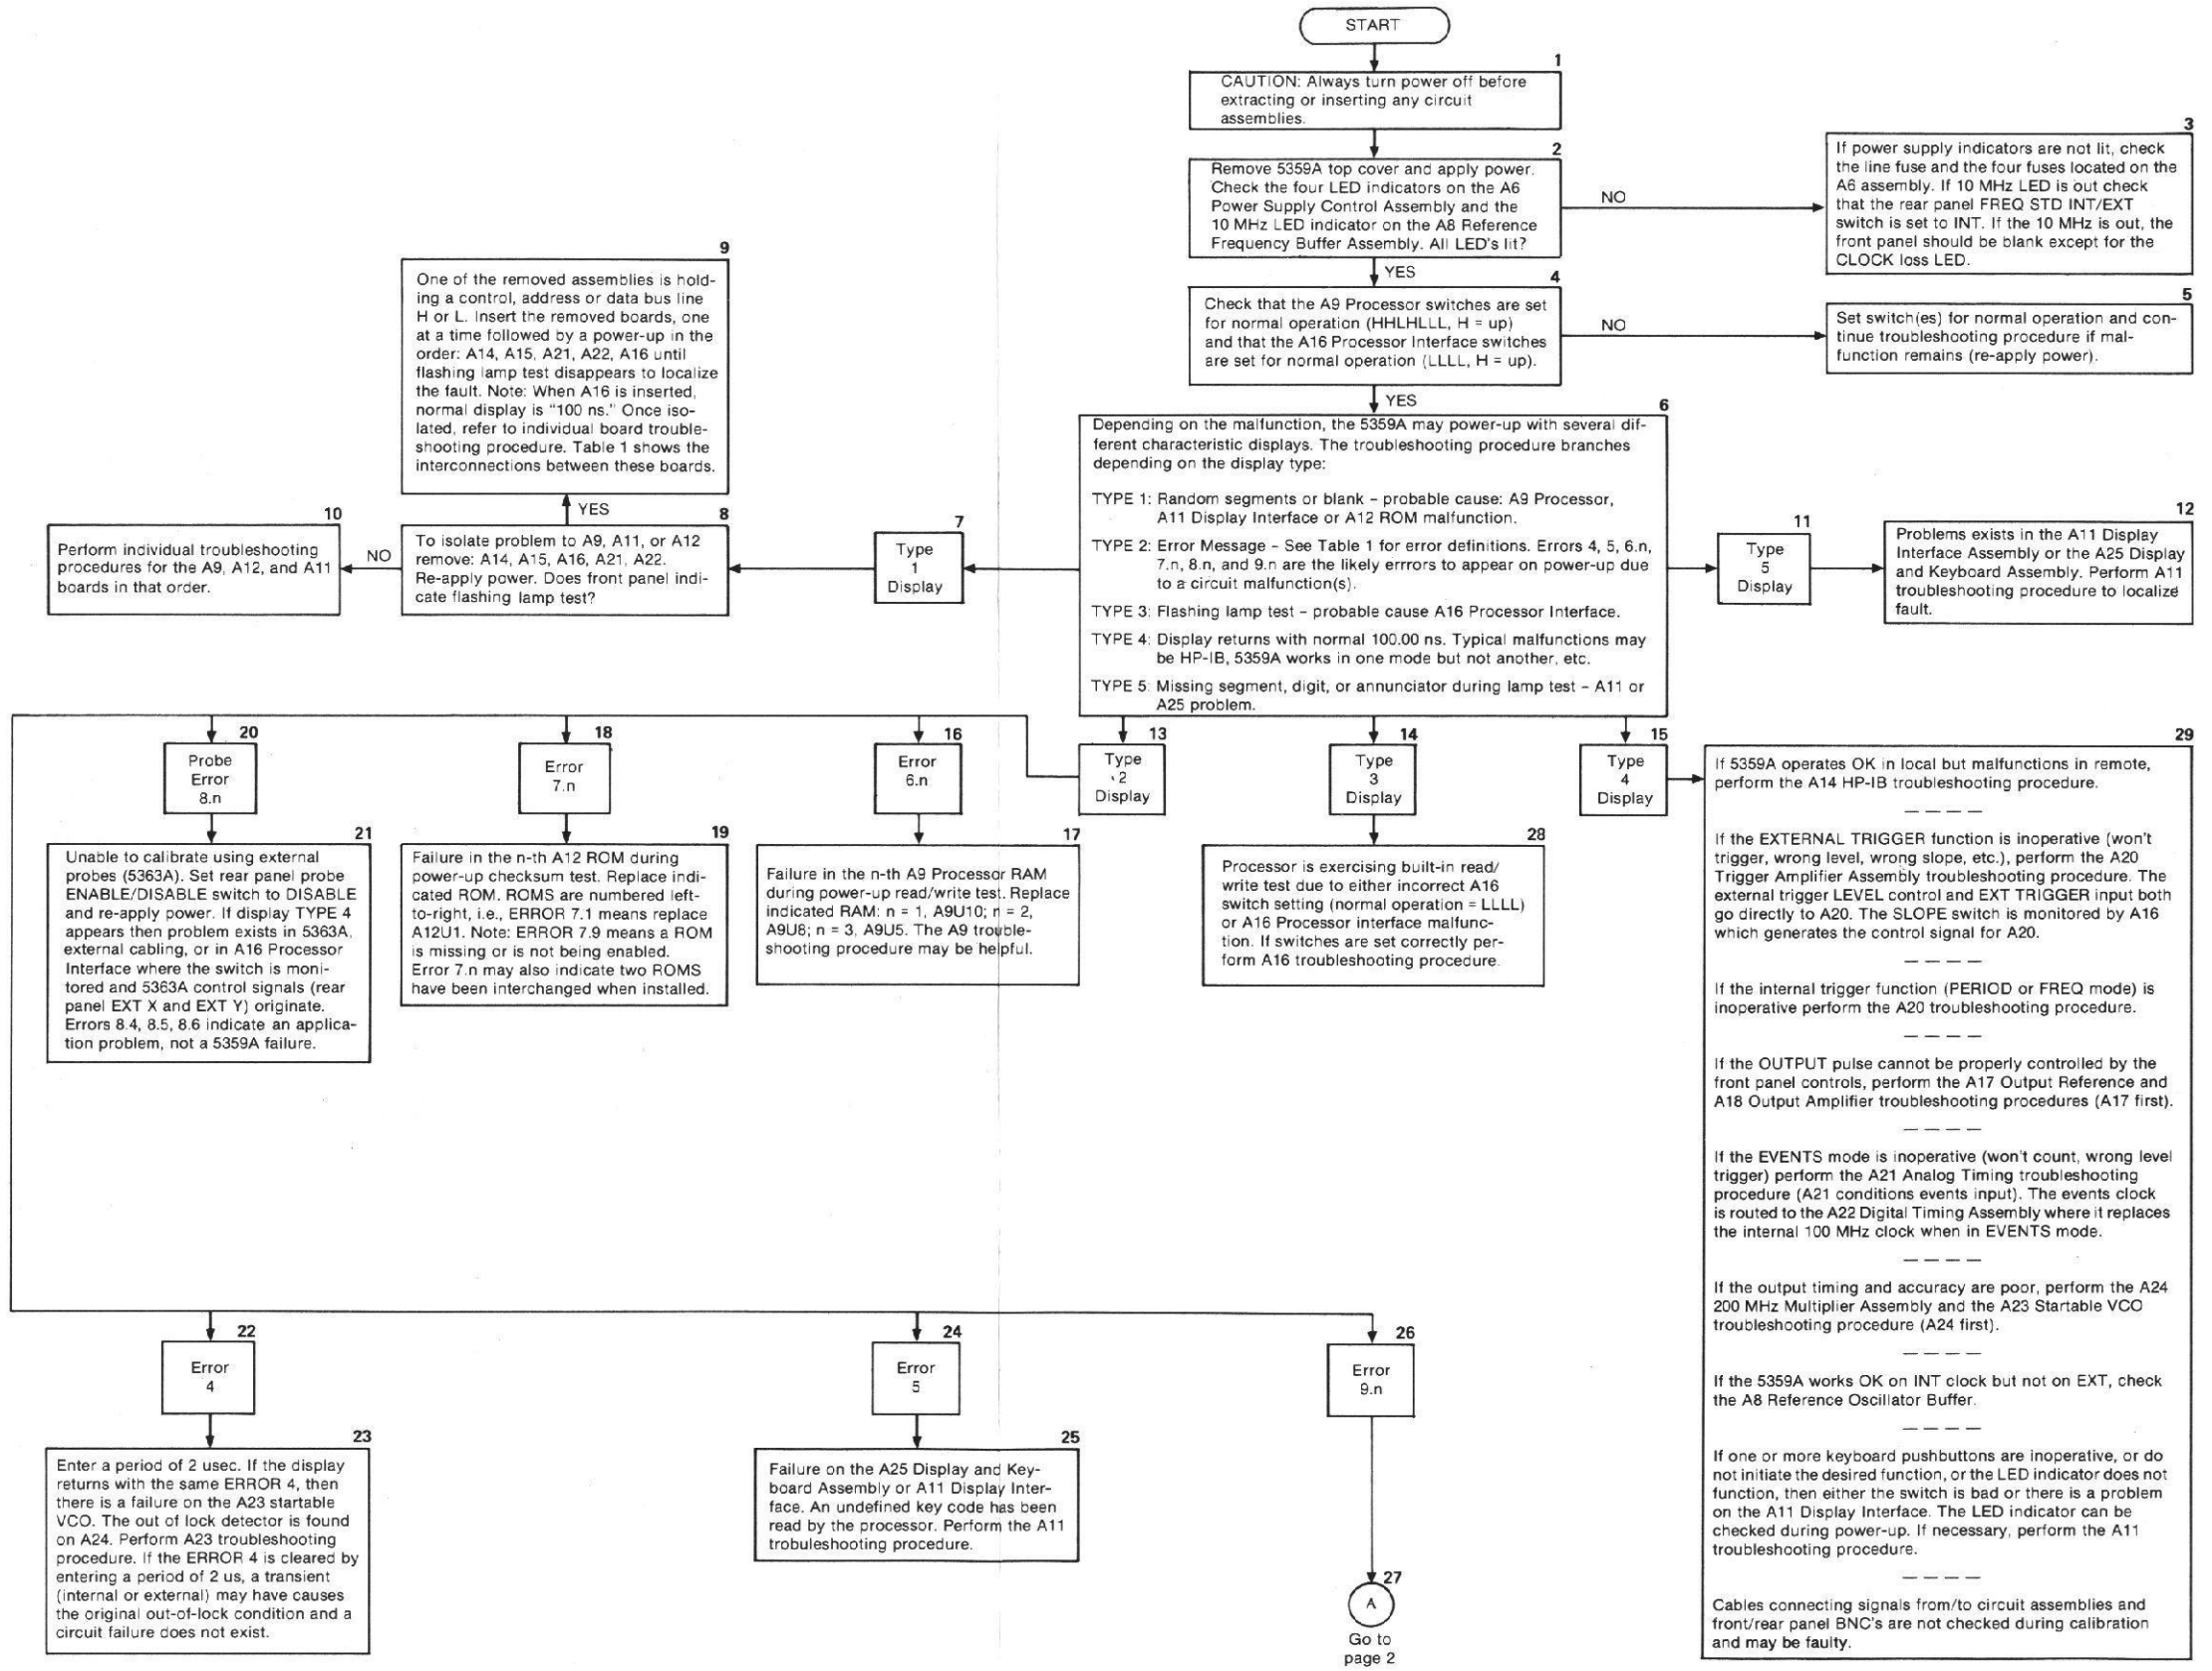 START
1
CAUTION: Always turn power off before
extracting or inserting any circuit
assemblies.
2
Remove 5359A top cover and apply power.
Check the four LED indicators on the A6
Power Supply Control Assembly and the
10 MHz LED indicator on the A8 Reference
Frequency Buffer Assembly. All LED's lit?
NO
3
If power supply indicators are not lit, check
the line fuse and the four fuses located on the
A6 assembly. If 10 MHz LED is out check
that the rear panel FREQ STD INT/EXT
switch is set to INT. If the 10 MHz is out, the
front panel should be blank except for the
CLOCK loss LED.
YES
4
Check that the A9 Processor switches are set
for normal operation (HHLHLLL, H = up)
and that the A16 Processor Interface switches
are set for normal operation (LLLL, H = up).
NO
5
Set switch(es) for normal operation and con-
tinue troubleshooting procedure if mal-
function remains (re-apply power).
YES
6
Depending on the malfunction, the 5359A may power-up with several dif-
ferent characteristic displays. The troubleshooting procedure branches
depending on the display type:
TYPE 1: Random segments or blank – probable cause: A9 Processor,
A11 Display Interface or A12 ROM malfunction.
TYPE 2: Error Message – See Table 1 for error definitions. Errors 4, 5, 6.n,
7.n, 8.n, and 9.n are the likely errrors to appear on power-up due
to a circuit malfunction(s).
TYPE 3: Flashing lamp test – probable cause A16 Processor Interface.
TYPE 4: Display returns with normal 100.00 ns. Typical malfunctions may
be HP-IB, 5359A works in one mode but not another, etc.
TYPE 5: Missing segment, digit, or annunciator during lamp test – A11 or
A25 problem.
7
Type
1
Display
8
To isolate problem to A9, A11, or A12
remove: A14, A15, A16, A21, A22.
Re-apply power. Does front panel indi-
cate flashing lamp test?
YES
9
One of the removed assemblies is hold-
ing a control, address or data bus line
H or L. Insert the removed boards, one
at a time followed by a power-up in the
order: A14, A15, A21, A22, A16 until
flashing lamp test disappears to localize
the fault. Note: When A16 is inserted,
normal display is “100 ns.” Once iso-
lated, refer to individual board trouble-
shooting procedure. Table 1 shows the
interconnections between these boards.
NO
10
Perform individual troubleshooting
procedures for the A9, A12, and A11
boards in that order.
11
Type
5
Display
12
Problems exists in the A11 Display
Interface Assembly or the A25 Display
and Keyboard Assembly. Perform A11
troubleshooting procedure to localize
fault.
13
Type
2
Display
14
Type
3
Display
15
Type
4
Display
16
Error
6.n
17
Failure in the n-th A9 Processor RAM
during power-up read/write test. Replace
indicated RAM: n = 1, A9U10; n = 2,
A9U8; n = 3, A9U5. The A9 trouble-
shooting procedure may be helpful.
18
Error
7.n
19
Failure in the n-th A12 ROM during
power-up checksum test. Replace indi-
cated ROM. ROMS are numbered left-
to-right, i.e., ERROR 7.1 means replace
A12U1. Note: ERROR 7.9 means a ROM
is missing or is not being enabled.
Error 7.n may also indicate two ROMS
have been interchanged when installed.
20
Probe
Error
8.n
21
Unable to calibrate using external
probes (5363A). Set rear panel probe
ENABLE/DISABLE switch to DISABLE
and re-apply power. If display TYPE 4
appears then problem exists in 5363A,
external cabling, or in A16 Processor
Interface where the switch is moni-
tored and 5363A control signals (rear
panel EXT X and EXT Y) originate.
Errors 8.4, 8.5, 8.6 indicate an applica-
tion problem, not a 5359A failure.
22
Error
4
23
Enter a period of 2 usec. If the display
returns with the same ERROR 4, then
there is a failure on the A23 startable
VCO. The out of lock detector is found
on A24. Perform A23 troubleshooting
procedure. If the ERROR 4 is cleared by
entering a period of 2 us, a transient
(internal or external) may have causes
the original out-of-lock condition and a
circuit failure does not exist.
24
Error
5
25
Failure on the A25 Display and Key-
board Assembly or A11 Display Inter-
face. An undefined key code has been
read by the processor. Perform the A11
trobuleshooting procedure.
26
Error
9.n
27
A
Go to
page 2
28
Processor is exercising built-in read/
write test due to either incorrect A16
switch setting (normal operation = LLLL)
or A16 Processor interface malfunc-
tion. If switches are set correctly per-
form A16 troubleshooting procedure.
29
If 5359A operates OK in local but malfunctions in remote,
perform the A14 HP-IB troubleshooting procedure.
If the EXTERNAL TRIGGER function is inoperative (won't
trigger, wrong level, wrong slope, etc.), perform the A20
Trigger Amplifier Assembly troubleshooting procedure. The
external trigger LEVEL control and EXT TRIGGER input both
go directly to A20. The SLOPE switch is monitored by A16
which generates the control signal for A20.
If the internal trigger function (PERIOD or FREQ mode) is
inoperative perform the A20 troubleshooting procedure.
If the OUTPUT pulse cannot be properly controlled by the
front panel controls, perform the A17 Output Reference and
A18 Output Amplifier troubleshooting procedures (A17 first).
If the EVENTS mode is inoperative (won't count, wrong level
trigger) perform the A21 Analog Timing troubleshooting
procedure (A21 conditions events input). The events clock
is routed to the A22 Digital Timing Assembly where it replaces
the internal 100 MHz clock when in EVENTS mode.
If the output timing and accuracy are poor, perform the A24
200 MHz Multiplier Assembly and the A23 Startable VCO
troubleshooting procedure (A24 first).
If the 5359A works OK on INT clock but not on EXT, check
the A8 Reference Oscillator Buffer.
If one or more keyboard pushbuttons are inoperative, or do
not initiate the desired function, or the LED indicator does not
function, then either the switch is bad or there is a problem
on the A11 Display Interface. The LED indicator can be
checked during power-up. If necessary, perform the A11
troubleshooting procedure.
Cables connecting signals from/to circuit assemblies and
front/rear panel BNC's are not checked during calibration
and may be faulty.